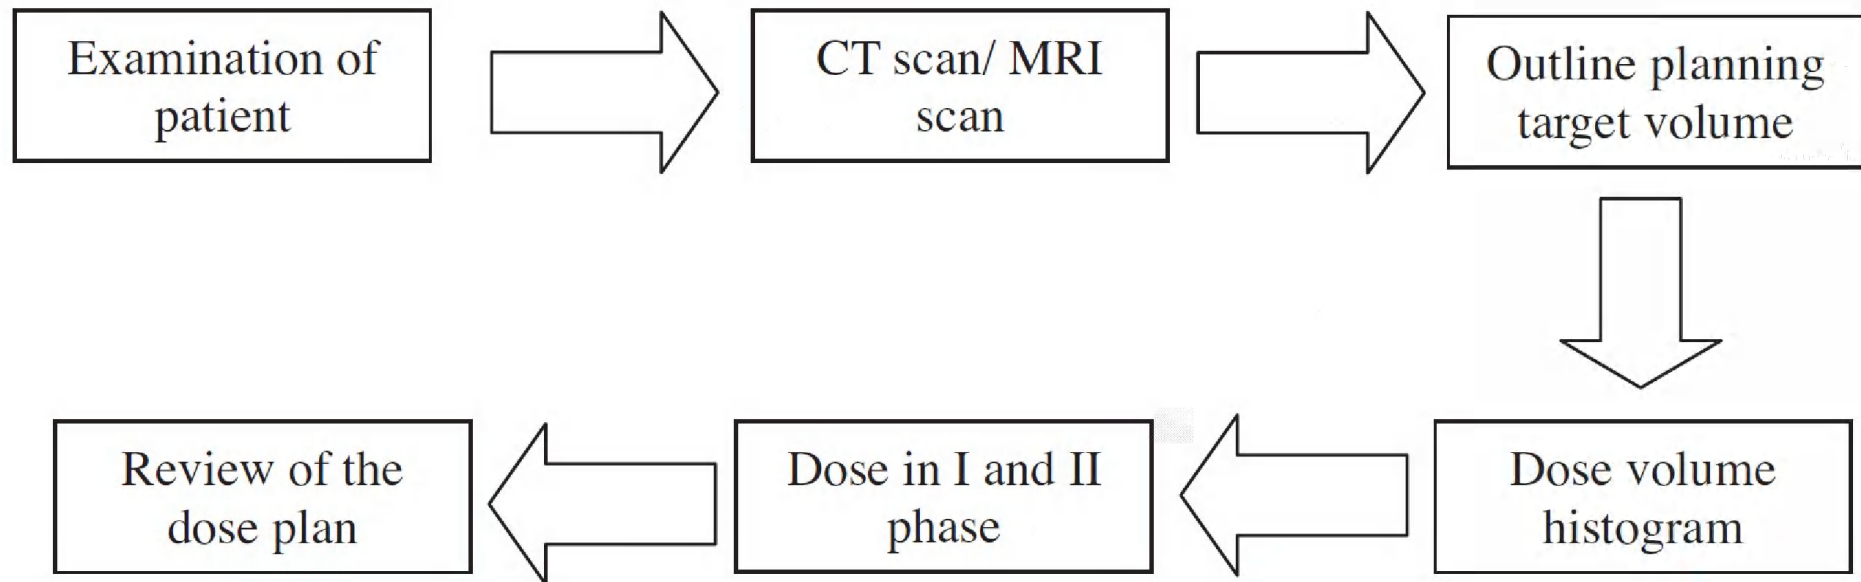 Examination of
patient
CT scan/ MRI
scan
Outline planning
target volume
Dose volume
histogram
Dose in I and II
phase
Review of the
dose plan